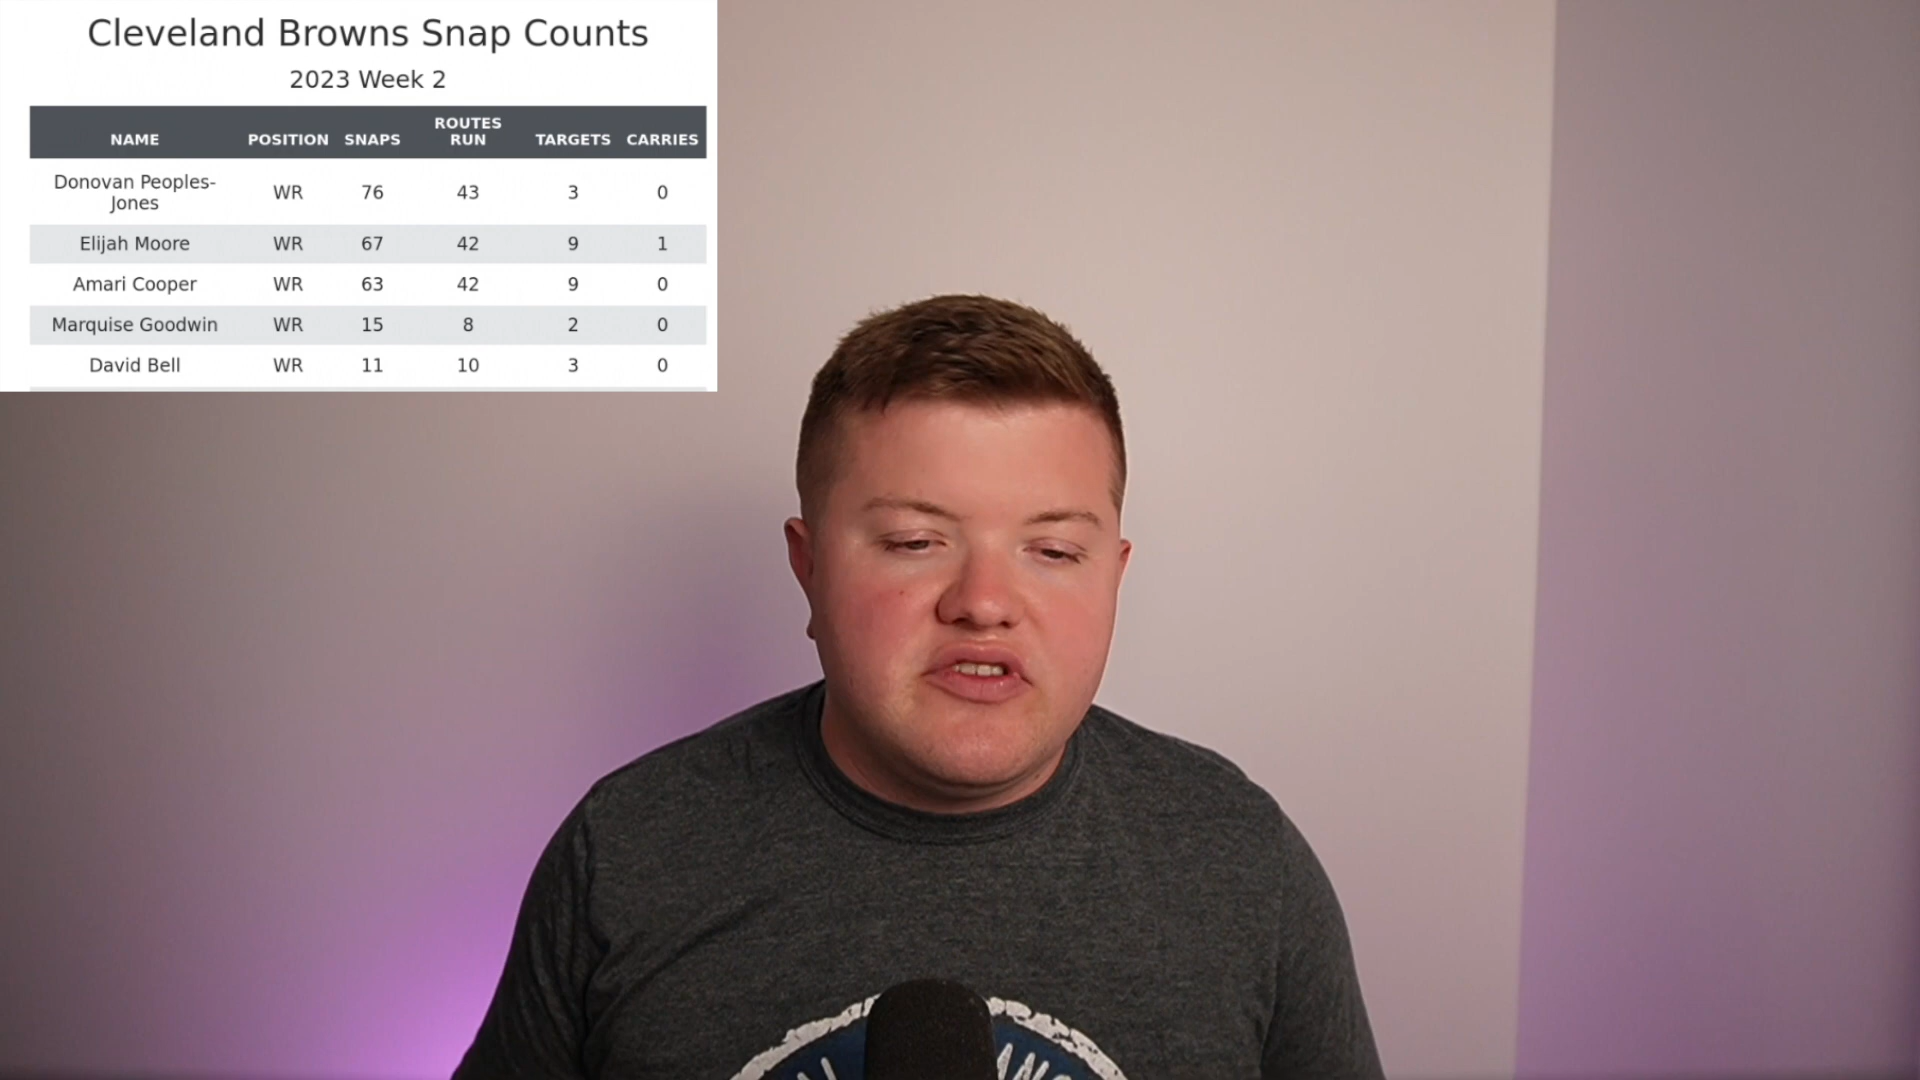 Cleveland Browns Snap Counts
2023 Week 2
NAME POSITION SNAPS ROUTES RUN TARGETS CARRIES
Donovan Peoples-
Jones WR 76 43 3 0
Elijah Moore WR 67 42 9 1
Amari Cooper WR 63 42 9 0
Marquise Goodwin WR 15 8 2 0
David Bell WR 11 10 3 0